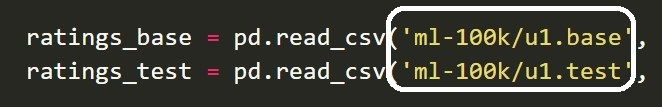 ratings_base = pd.read_csv('ml-100k/u1.base',
ratings_test = pd.read_csv('ml-100k/u1.test',